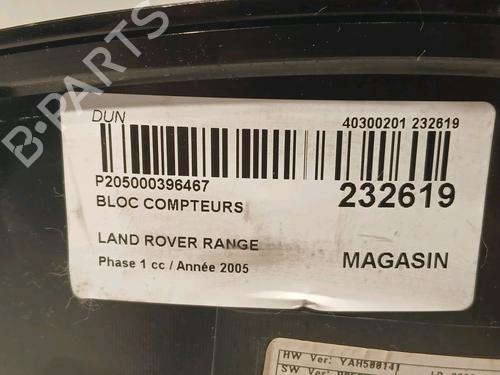 B-PARTS
DUN
40300201 232619
P205000396467
232619
BLOC COMPTEURS
LAND ROVER RANGE
Phase 1 cc / Année 2005
MAGASIN
HW Ver:
SW Ver: